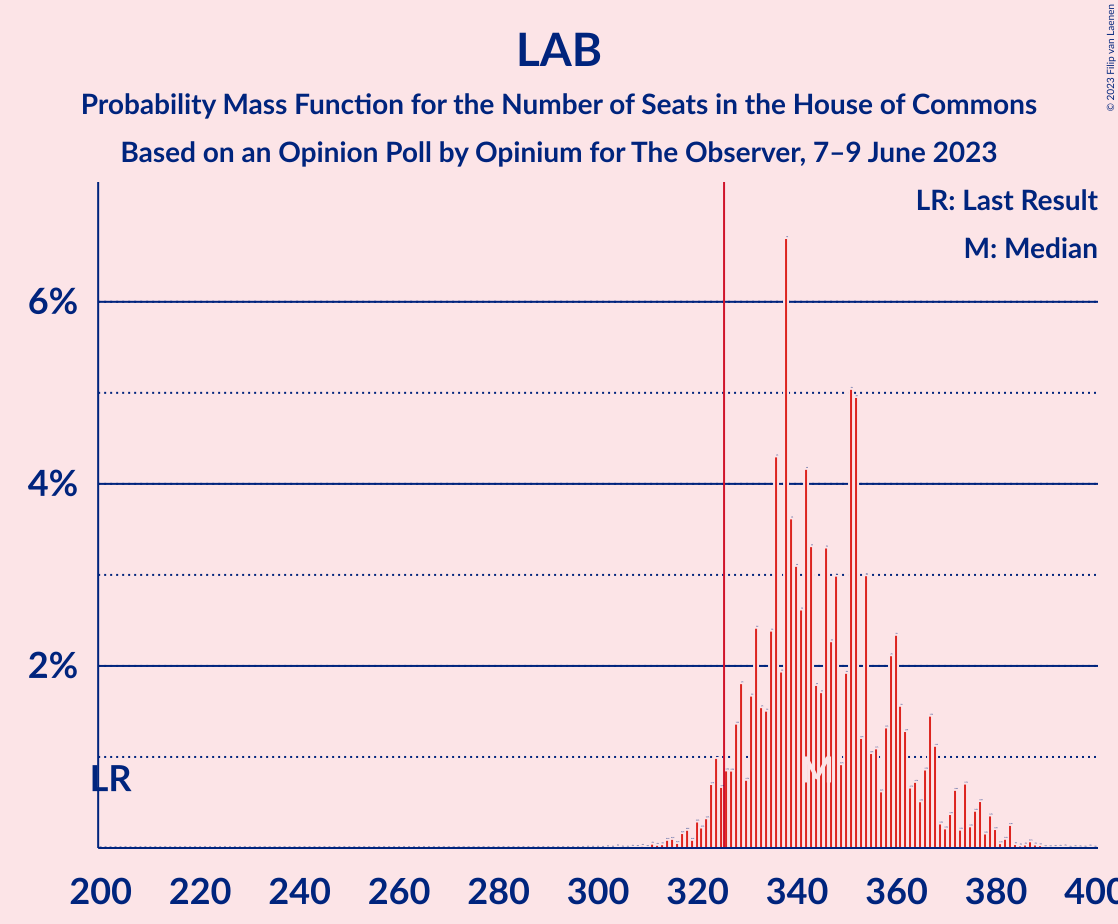 LAB
Probability Mass Function for the Number of Seats in the House of Commons
Based on an Opinion Poll by Opinium for The Observer, 7–9 June 2023
© 2023 Filip van Laenen
LR: Last Result
M: Median
6%
4%
2%
LR
M
200 220 240 260 280 300 320 340 360 380 400